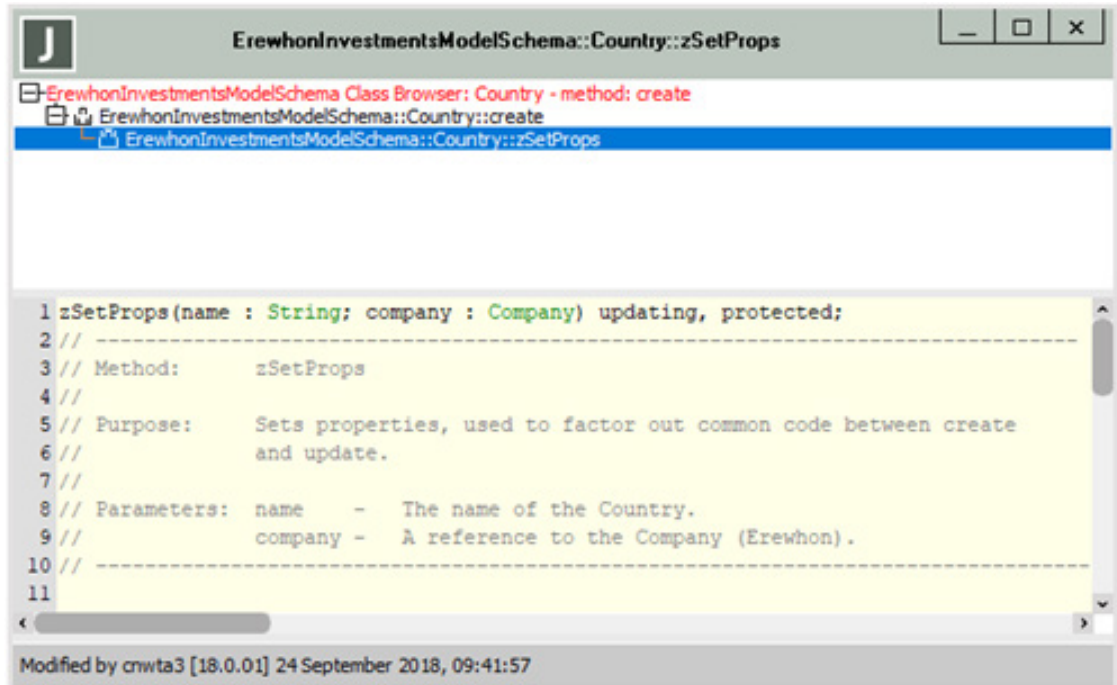 J
ErewhonInvestmentsModelSchema::Country::zSetProps
ErewhonInvestmentsModelSchema Class Browser: Country - method: create
ErewhonInvestmentsModelSchema::Country::create
ErewhonInvestmentsModelSchema::Country::zSetProps
1 zSetProps(name : String; company : Company) updating, protected;
2 // --------------------------------------------------------------------------------
3 // Method: zSetProps
4 //
5 // Purpose: Sets properties, used to factor out common code between create
6 // and update.
7 //
8 // Parameters: name - The name of the Country.
9 // company - A reference to the Company (Erewhon).
10 // ---------------------------------------------------------------------------------
11
Modified by cnwta3 [18.0.01] 24 September 2018, 09:41:57